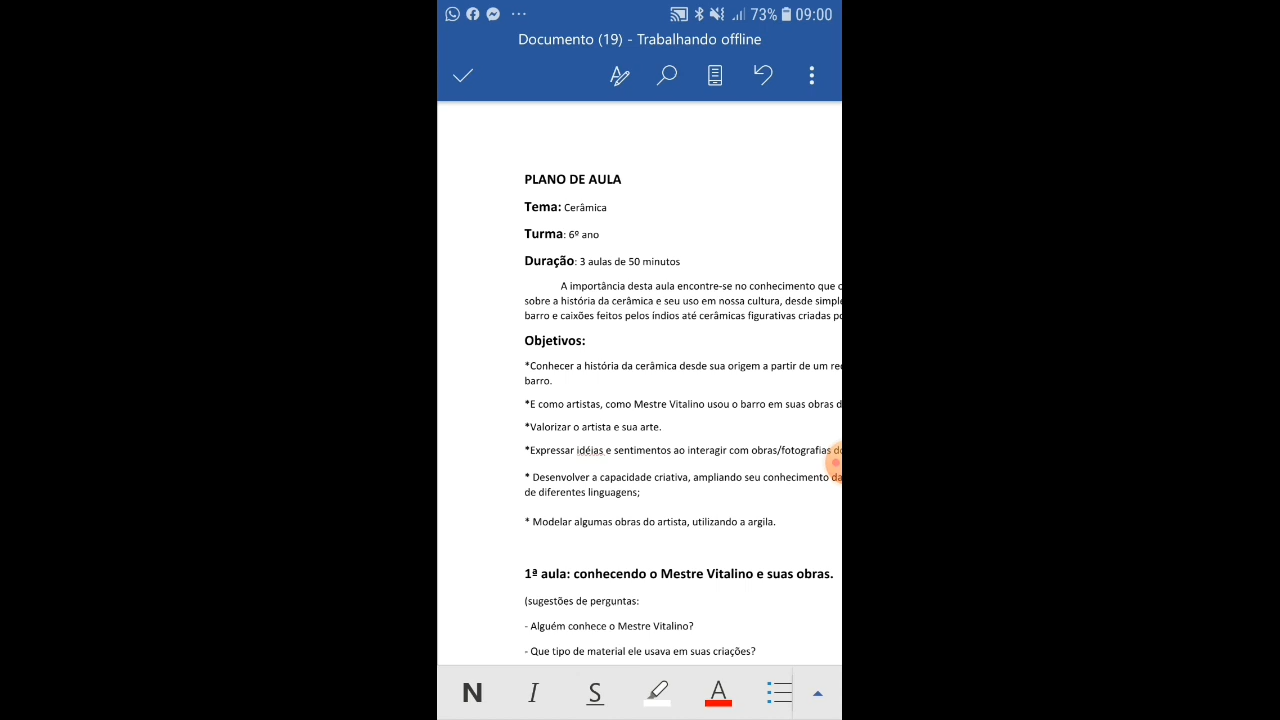 73% 09:00
Documento (19) - Trabalhando offline
PLANO DE AULA
Tema: Cerâmica
Turma: 6º ano
Duração: 3 aulas de 50 minutos
A importância desta aula encontre-se no conhecimento que
sobre a história da cerâmica e seu uso em nossa cultura, desde
barro e caixões feitos pelos índios até cerâmicas figurativas criadas
Objetivos:
*Conhecer a história da cerâmica desde sua origem a partir de um
barro.
*E como artistas, como Mestre Vitalino usou o barro em suas obras
*Valorizar o artista e sua arte.
*Expressar idéias e sentimentos ao interagir com obras/fotografias
* Desenvolver a capacidade criativa, ampliando seu conhecimento
de diferentes linguagens;
* Modelar algumas obras do artista, utilizando a argila.
1ª aula: conhecendo o Mestre Vitalino e suas obras.
(sugestões de perguntas:
- Alguém conhece o Mestre Vitalino?
- Que tipo de material ele usava em suas criações?
N I S A